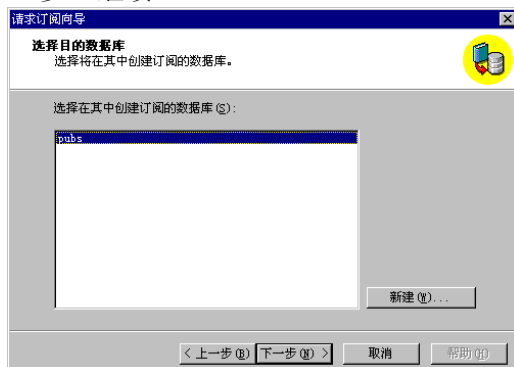 请求订阅向导
选择目的数据库
选择将在其中创建订阅的数据库。
选择在其中创建订阅的数据库(S):
pubs
新建(W)...
< 上一步(B) 下一步(N) > 取消 帮助(H)